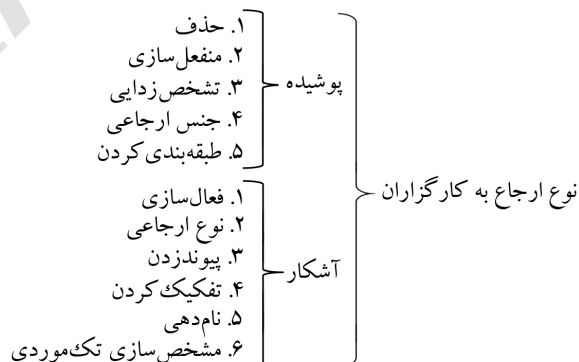 نوع ارجاع به کارگزاران
پوشیده
۱. حذف
۲. منفعل‌سازی
۳. تشخص‌زدایی
۴. جنس ارجاعی
۵. طبقه‌بندی‌کردن
آشکار
۱. فعال‌سازی
۲. نوع ارجاعی
۳. پیوندزدن
۴. تفکیک‌کردن
۵. نام‌دهی
۶. مشخص‌سازی تک‌موردی